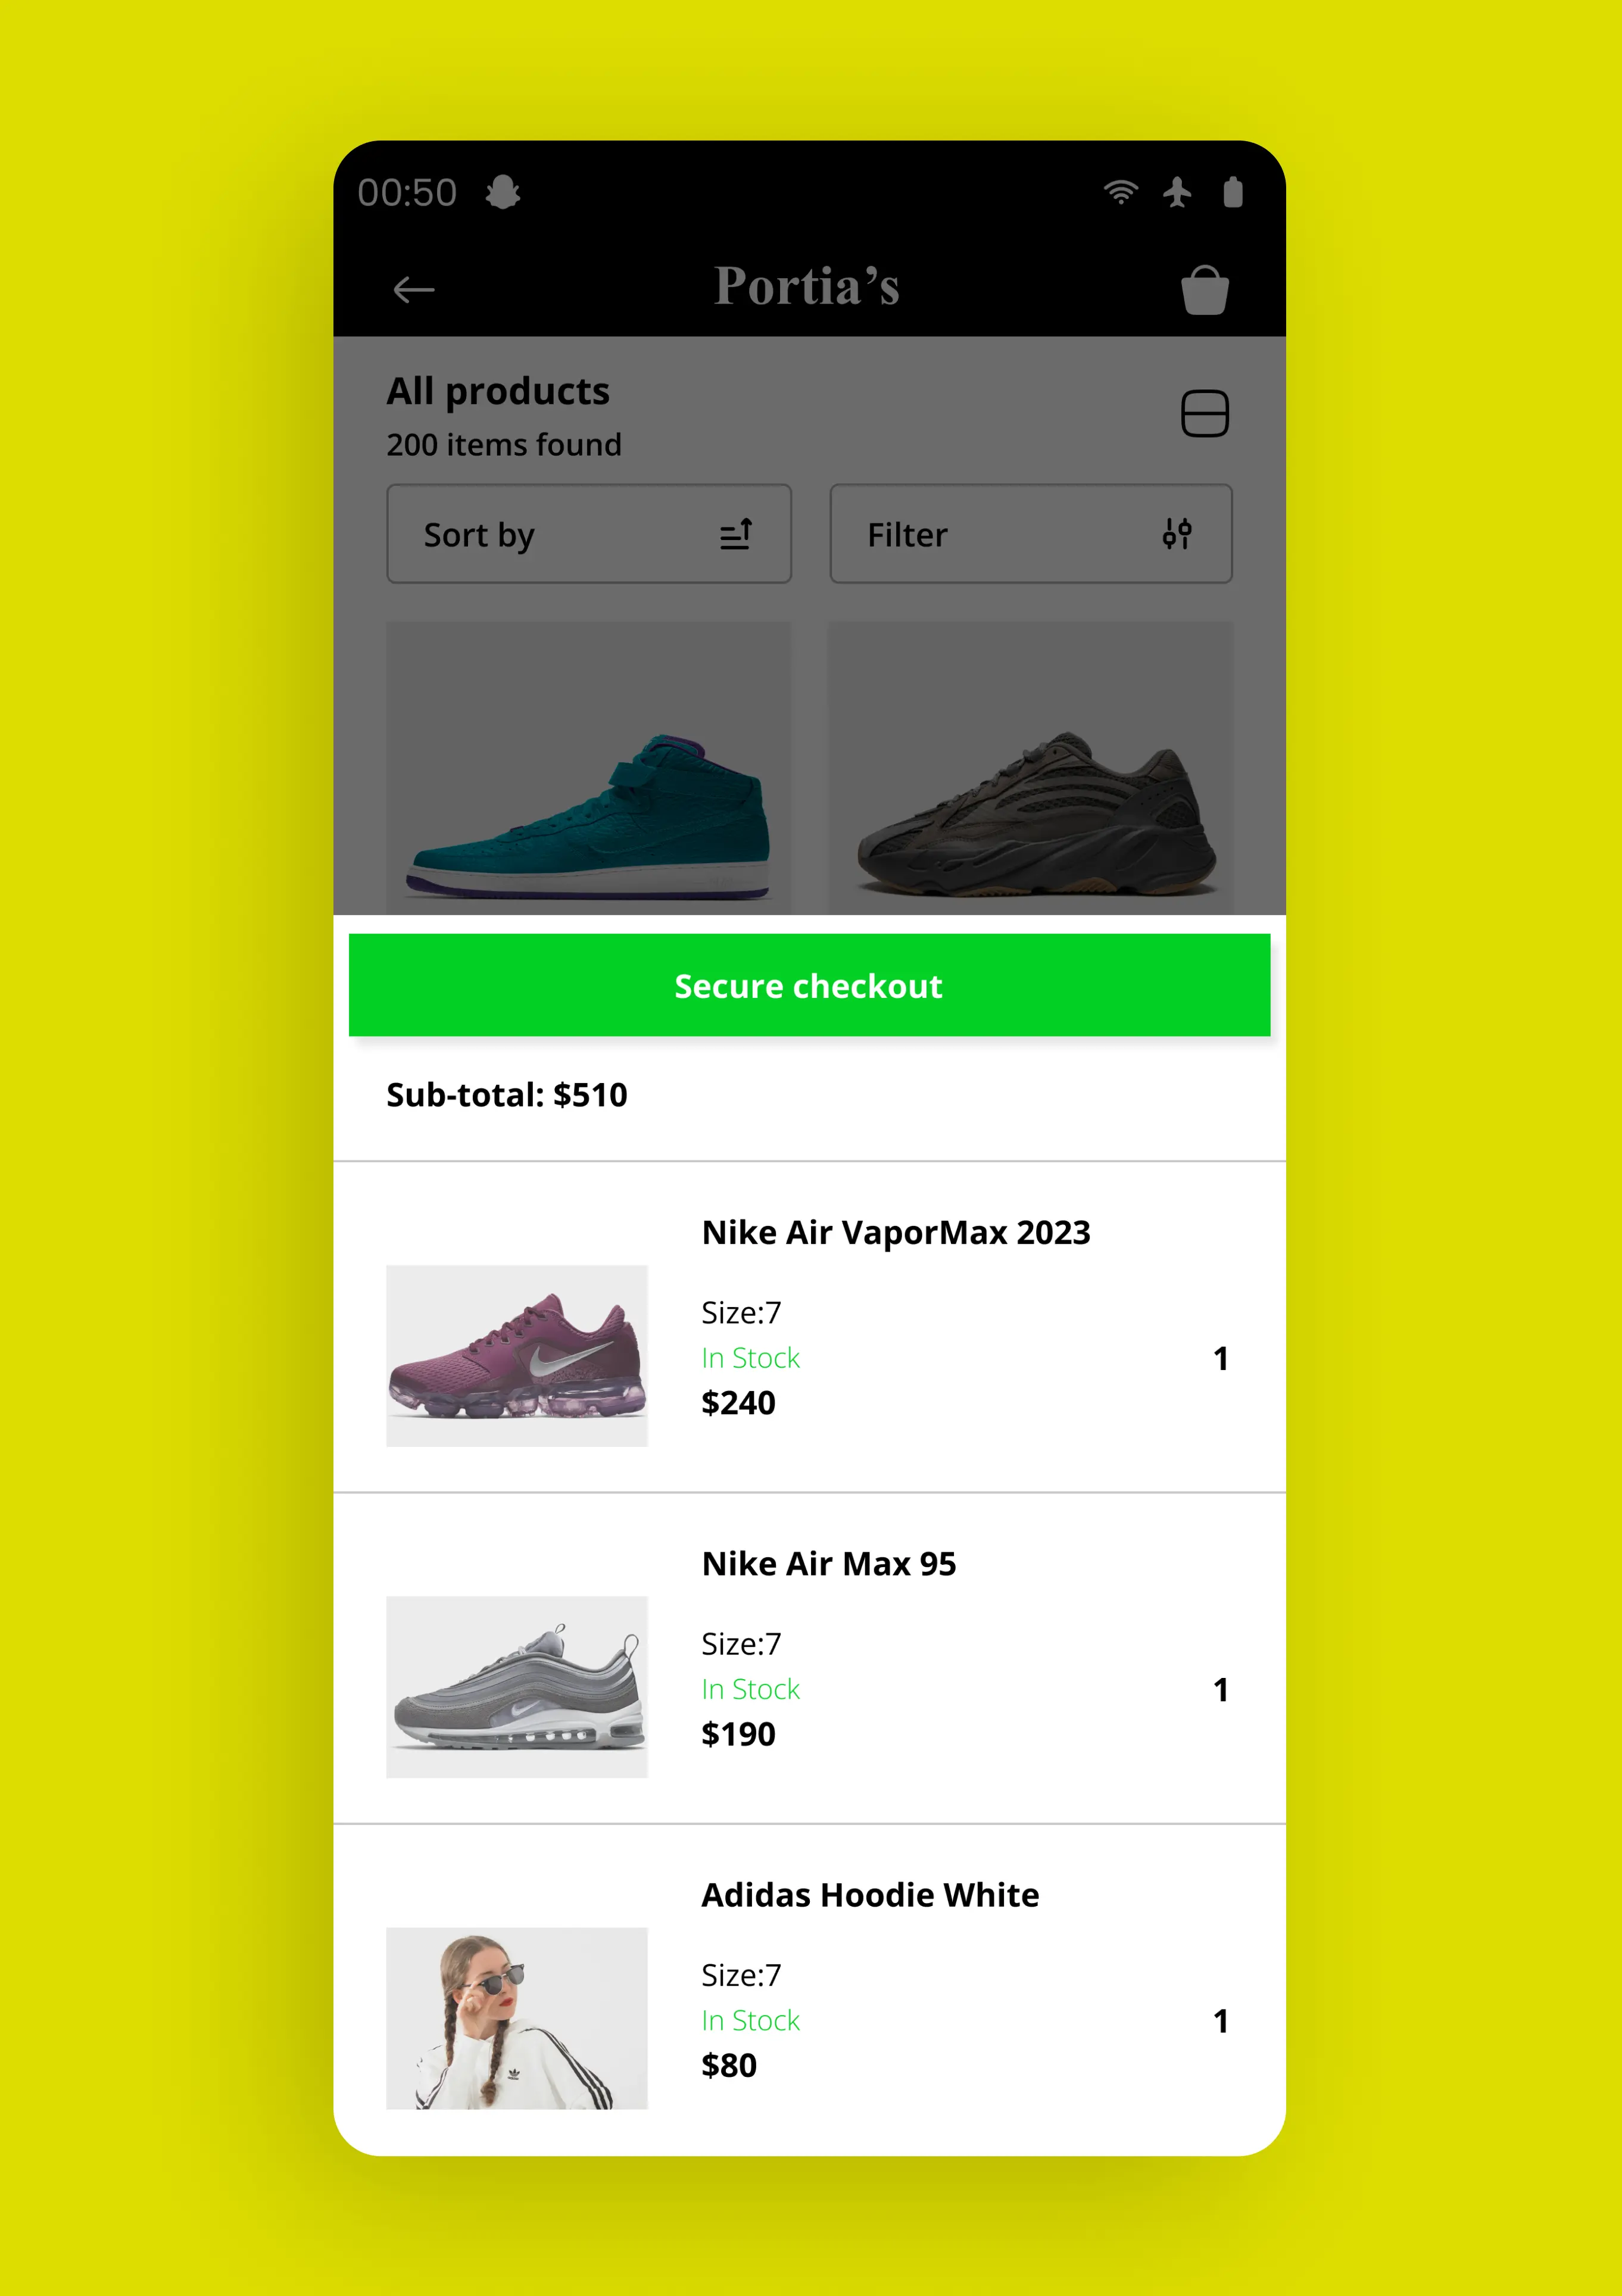 00:50
Portia’s
All products
200 items found
Sort by
Filter
Secure checkout
Sub-total: $510
Nike Air VaporMax 2023
Size:7
In Stock
1
$240
Nike Air Max 95
Size:7
In Stock
1
$190
Adidas Hoodie White
Size:7
In Stock
1
$80